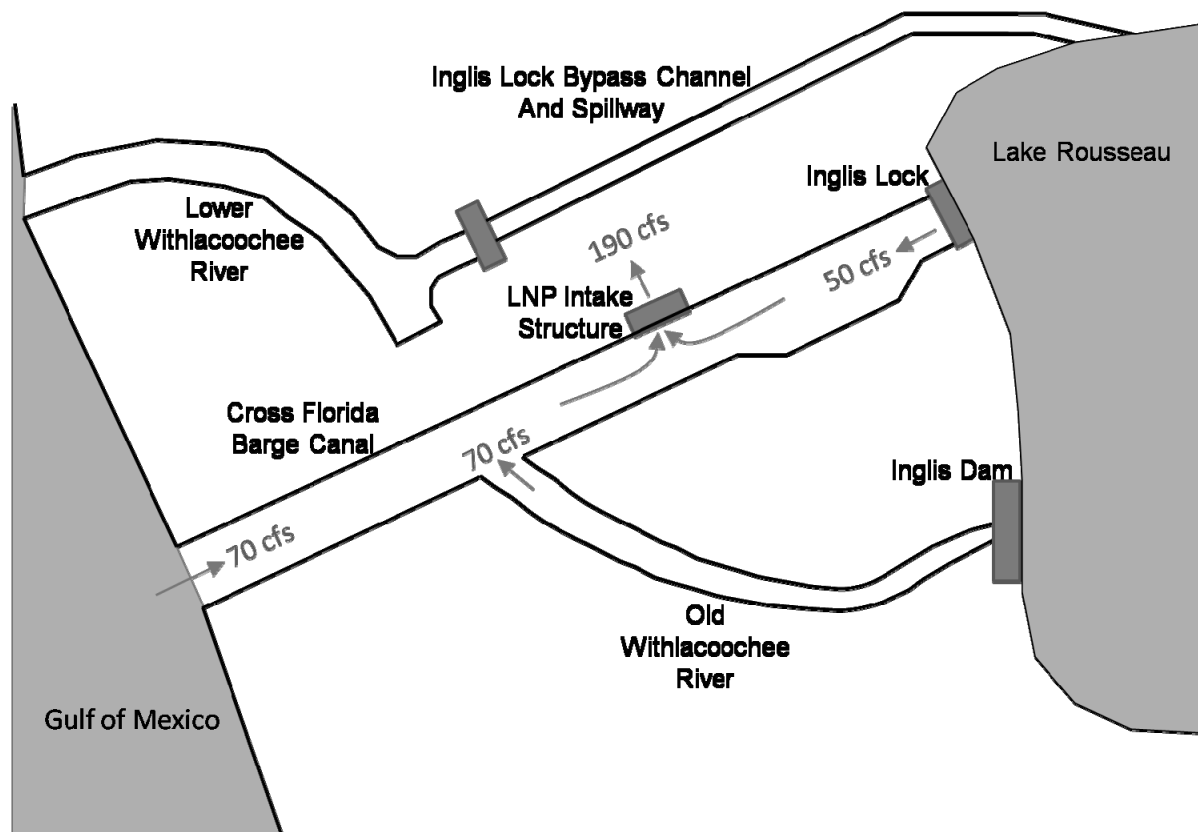 Inglis Lock Bypass Channel
And Spillway
Lake Rousseau
Inglis Lock
Lower
Withlacoochee
River
190 cfs
50 cfs
LNP Intake
Structure
Cross Florida
Barge Canal
70 cfs
Inglis Dam
70 cfs
Old
Withlacoochee
River
Gulf of Mexico